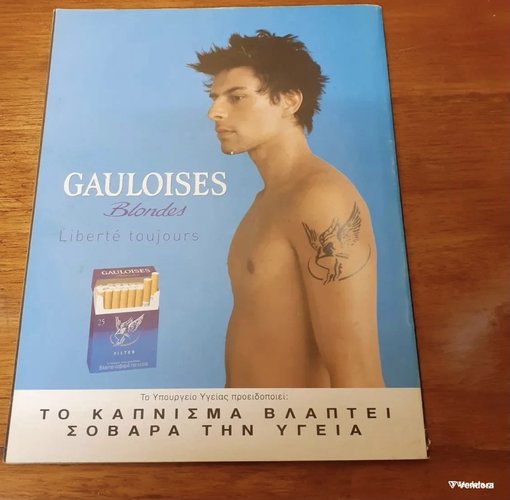 GAULOISES
Blondes
Liberté toujours
GAULOISES
25
FILTER
Το Υπουργείο Υγείας προειδοποιεί:
ΤΟ ΚΑΠΝΙΣΜΑ ΒΛΑΠΤΕΙ
ΣΟΒΑΡΑ ΤΗΝ ΥΓΕΙΑ
Vendora